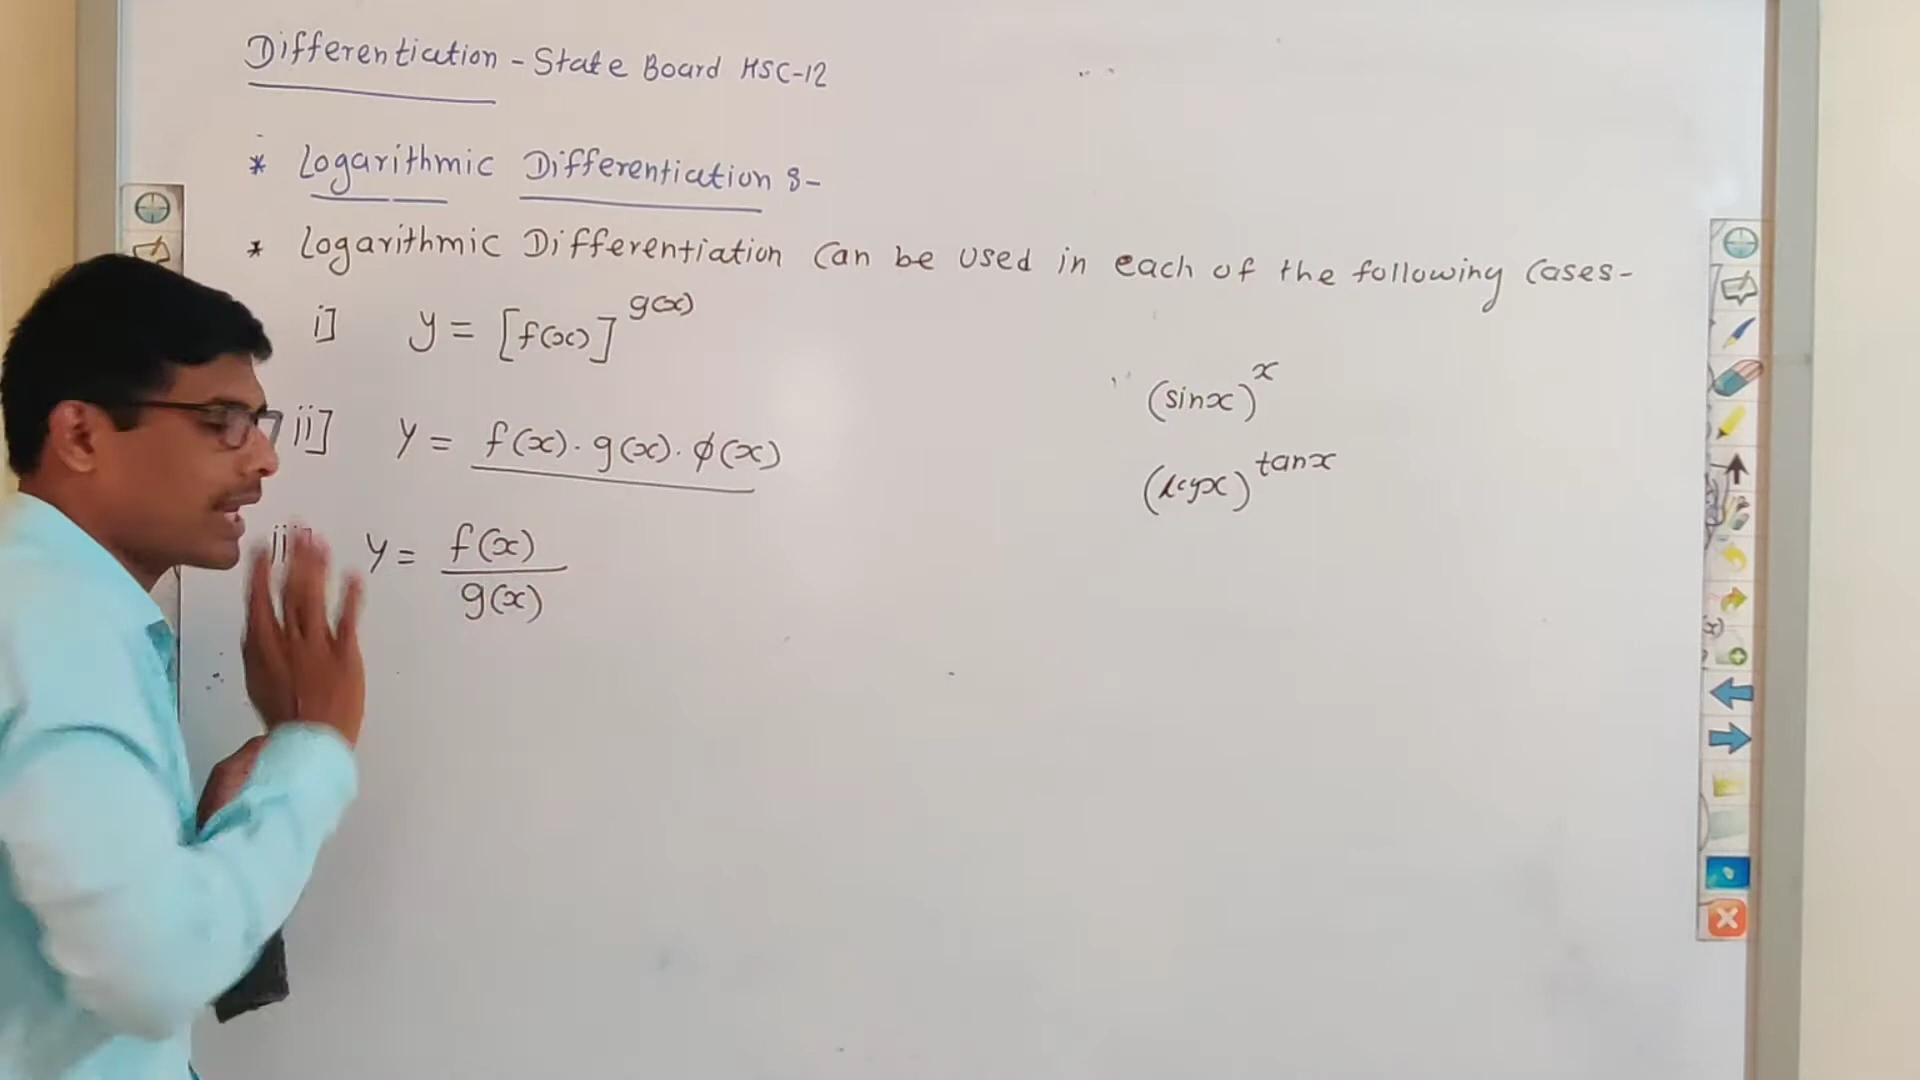 Differentiation - State Board HSC-12
* Logarithmic Differentiation :-
* Logarithmic Differentiation Can be used in each of the following Cases-
i] y = [f(x)]^g(x)
ii] y = f(x) · g(x) · ϕ(x)
iii] y = f(x) / g(x)
(sinx)^x
(      )^tanx